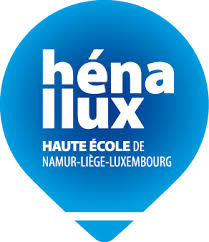 héna
llux
HAUTE ÉCOLE DE
NAMUR-LIÈGE-LUXEMBOURG